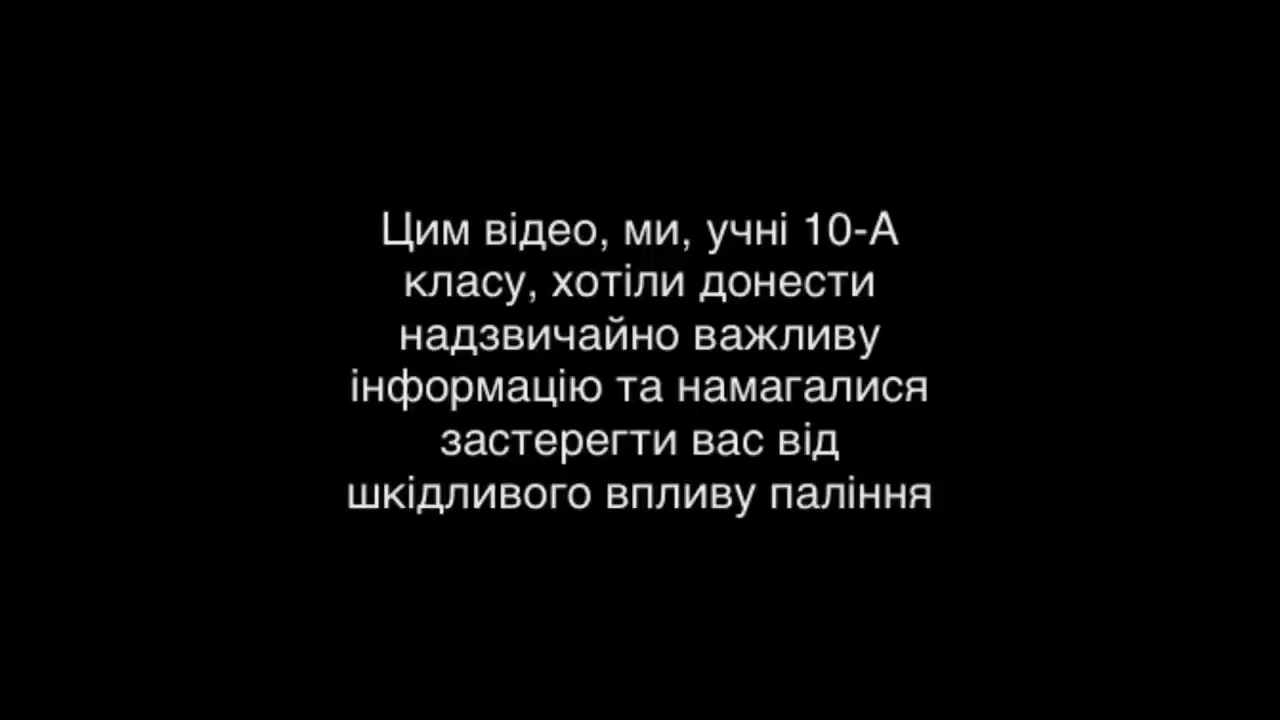 Цим відео, ми, учні 10-А
класу, хотіли донести
надзвичайно важливу
інформацію та намагалися
застерегти вас від
шкідливого впливу паління